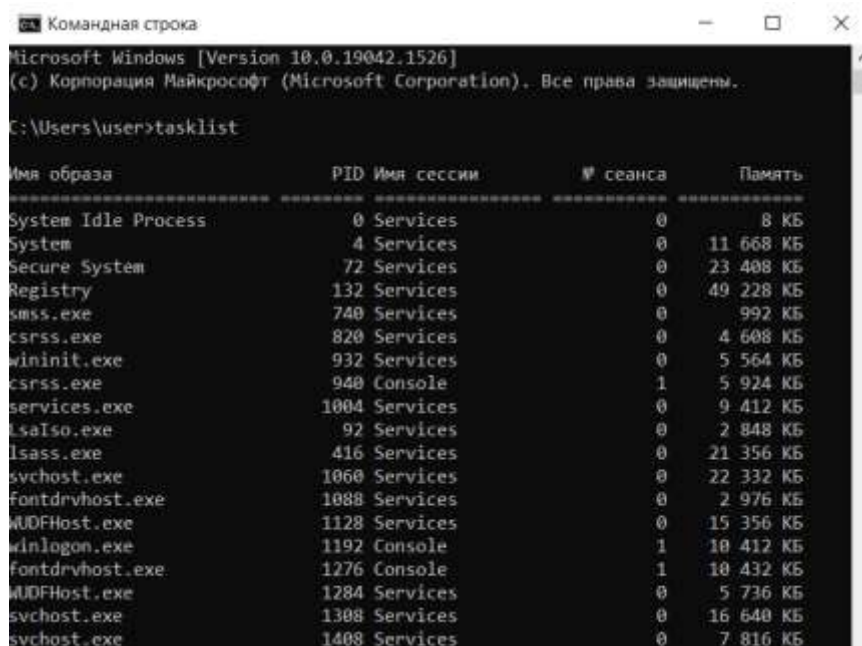 Командная строка
Microsoft Windows [Version 10.0.19042.1526]
(c) Корпорация Майкрософт (Microsoft Corporation). Все права защищены.
C:\Users\user>tasklist
Имя образа PID Имя сессии № сеанса Память
========================= ======== ================ =========== ============
System Idle Process 0 Services 0 8 КБ
System 4 Services 0 11 668 КБ
Secure System 72 Services 0 23 408 КБ
Registry 132 Services 0 49 228 КБ
smss.exe 740 Services 0 992 КБ
csrss.exe 820 Services 0 4 608 КБ
wininit.exe 932 Services 0 5 564 КБ
csrss.exe 940 Console 1 5 924 КБ
services.exe 1004 Services 0 9 412 КБ
LsaIso.exe 92 Services 0 2 848 КБ
lsass.exe 416 Services 0 21 356 КБ
svchost.exe 1060 Services 0 22 332 КБ
fontdrvhost.exe 1088 Services 0 2 976 КБ
WUDFHost.exe 1128 Services 0 15 356 КБ
winlogon.exe 1192 Console 1 10 412 КБ
fontdrvhost.exe 1276 Console 1 10 432 КБ
WUDFHost.exe 1284 Services 0 5 736 КБ
svchost.exe 1308 Services 0 16 640 КБ
svchost.exe 1408 Services 0 7 816 КБ